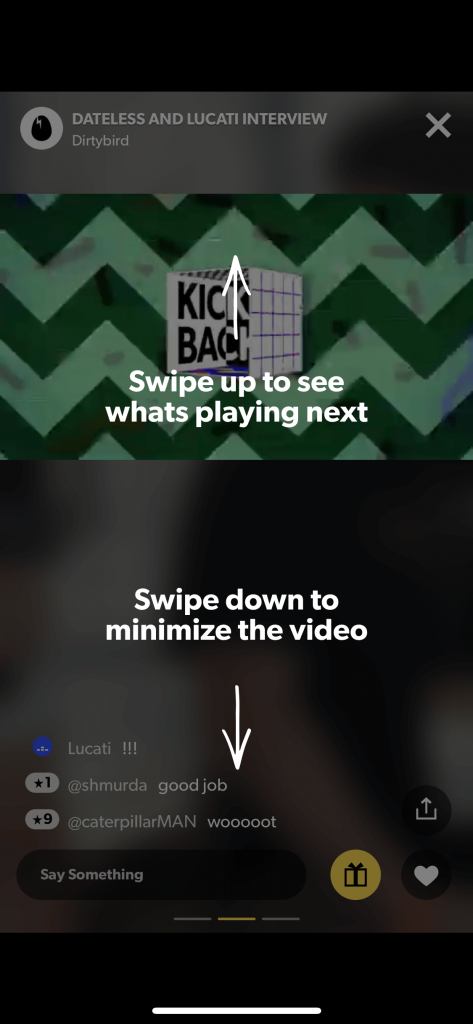 DATELESS AND LUCATI INTERVIEW
Dirtybird
KICK
BACK
Swipe up to see
whats playing next
Swipe down to
minimize the video
Lucati !!!
★1 @shmurda good job
★9 @caterpillarMAN wooooot
Say Something